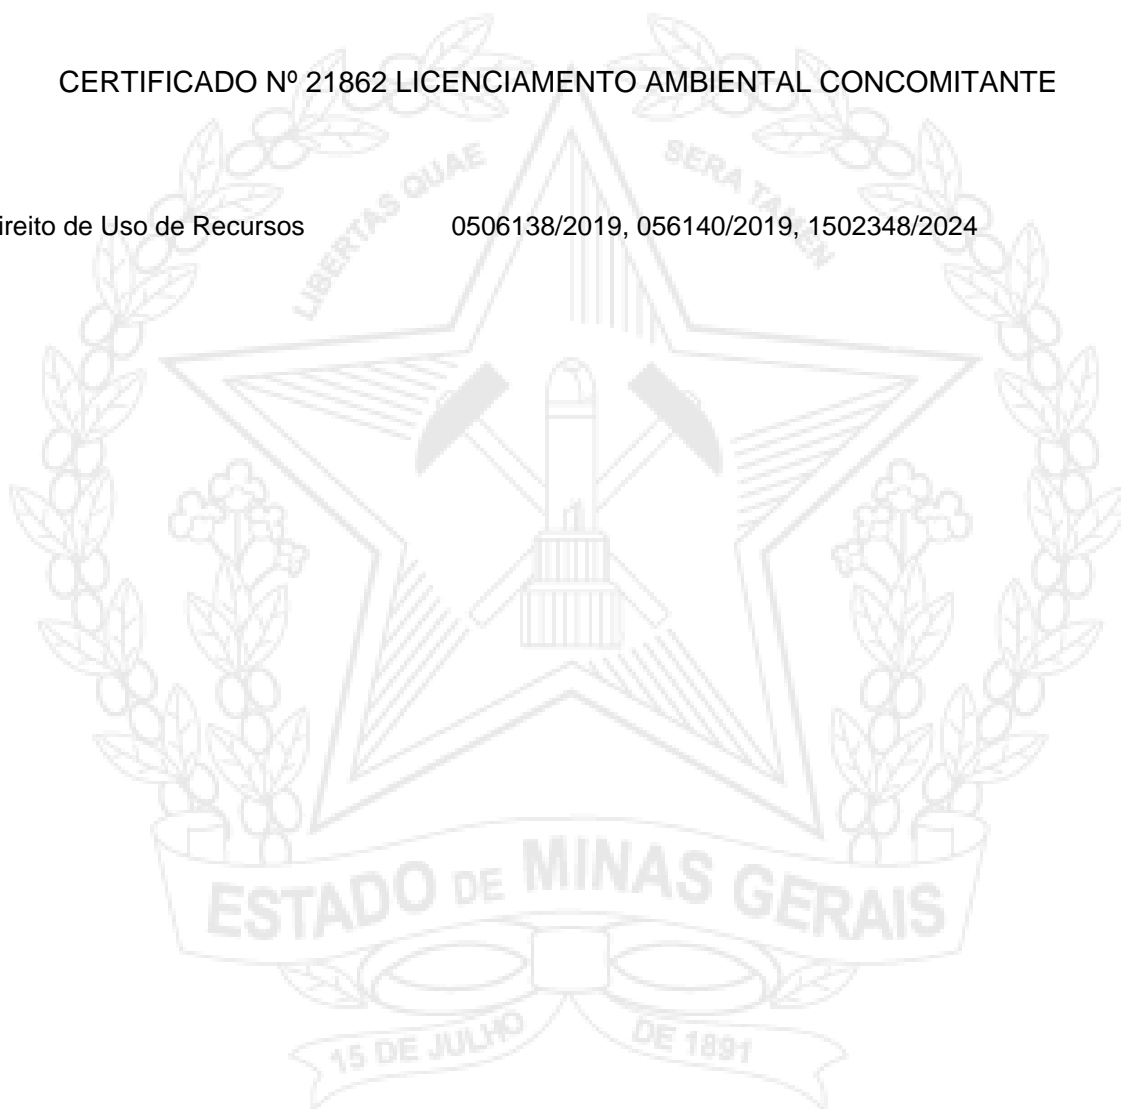 CERTIFICADO Nº 21862 LICENCIAMENTO AMBIENTAL CONCOMITANTE
LIBERTAS QUAE SERA TAMEN
ireito de Uso de Recursos 0506138/2019, 056140/2019, 1502348/2024
ESTADO DE MINAS GERAIS
15 DE JULHO DE 1891